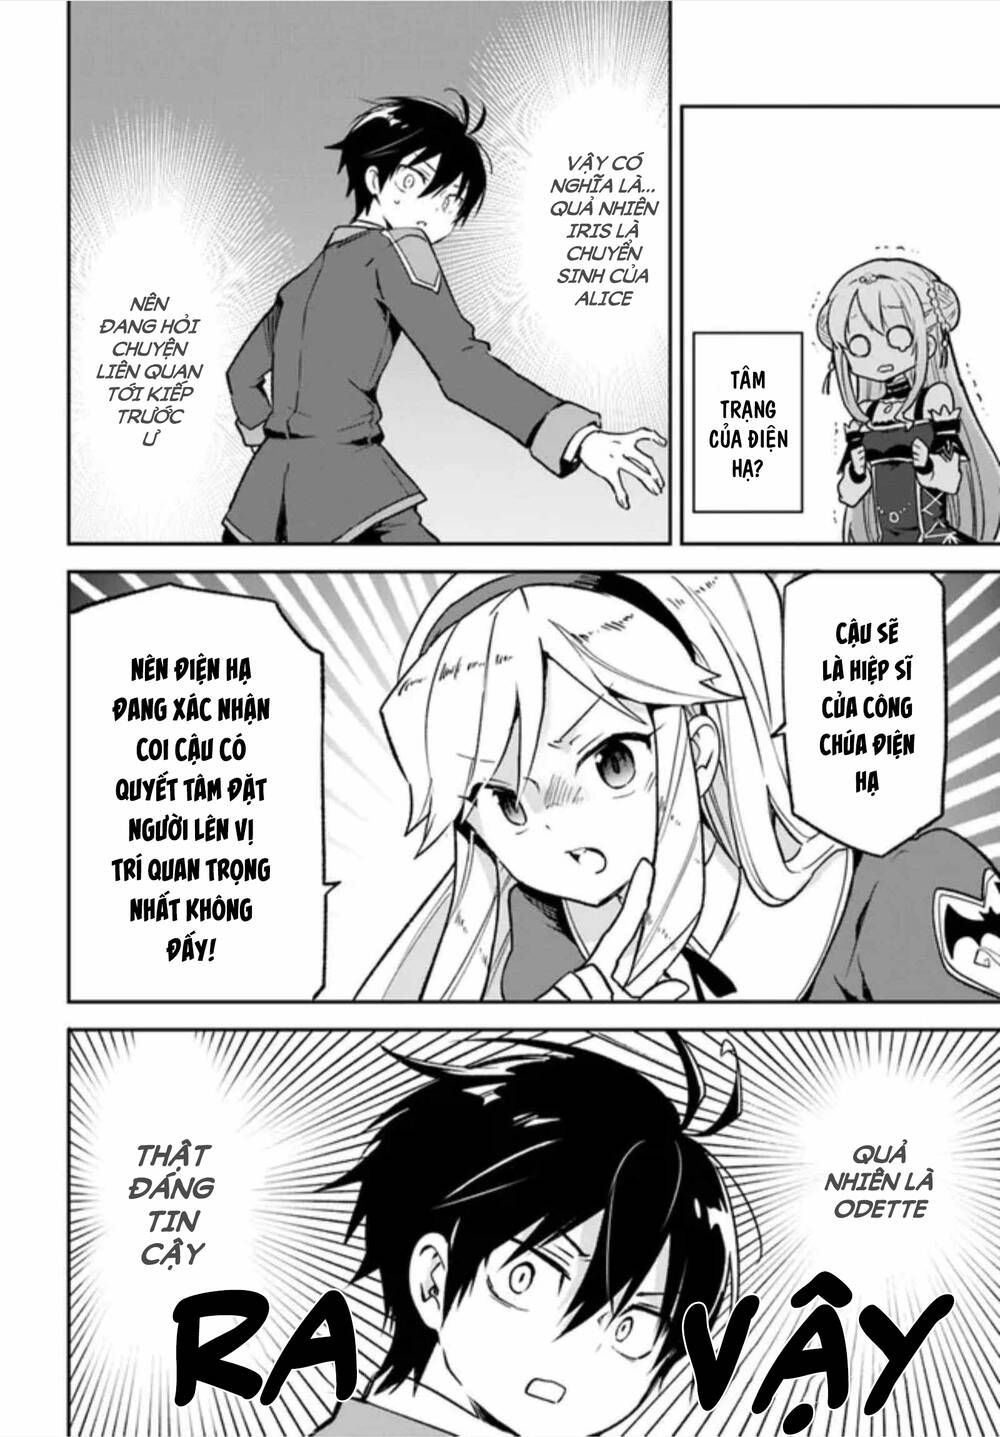 TÂM
TRẠNG
CỦA ĐIỆN
HẠ?
VẬY CÓ
NGHĨA LÀ...
QUẢ NHIÊN
IRIS LÀ
CHUYỂN
SINH CỦA
ALICE
NÊN
ĐANG HỎI
CHUYỆN
LIÊN QUAN
TỚI KIẾP
TRƯỚC
Ư
CẬU SẼ
LÀ HIỆP SĨ
CỦA CÔNG
CHÚA ĐIỆN
HẠ
NÊN ĐIỆN HẠ
ĐANG XÁC NHẬN
COI CẬU CÓ
QUYẾT TÂM ĐẶT
NGƯỜI LÊN VỊ
TRÍ QUAN TRỌNG
NHẤT KHÔNG
ĐẤY!
QUẢ
NHIÊN LÀ
ODETTE
THẬT
ĐÁNG
TIN
CẬY
RA VẬY